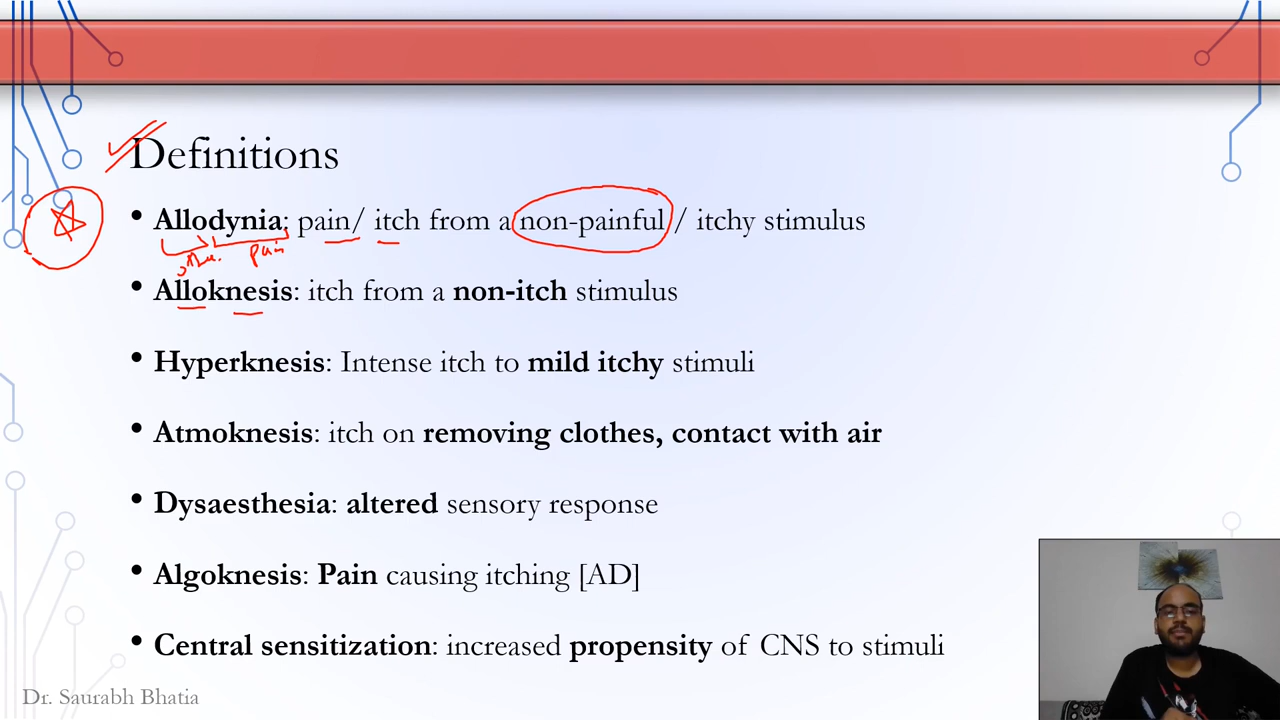 Definitions
• Allodynia: pain/ itch from a non-painful / itchy stimulus
pain
• Alloknesis: itch from a non-itch stimulus
• Hyperknesis: Intense itch to mild itchy stimuli
• Atmoknesis: itch on removing clothes, contact with air
• Dysaesthesia: altered sensory response
• Algoknesis: Pain causing itching [AD]
• Central sensitization: increased propensity of CNS to stimuli
Dr. Saurabh Bhatia